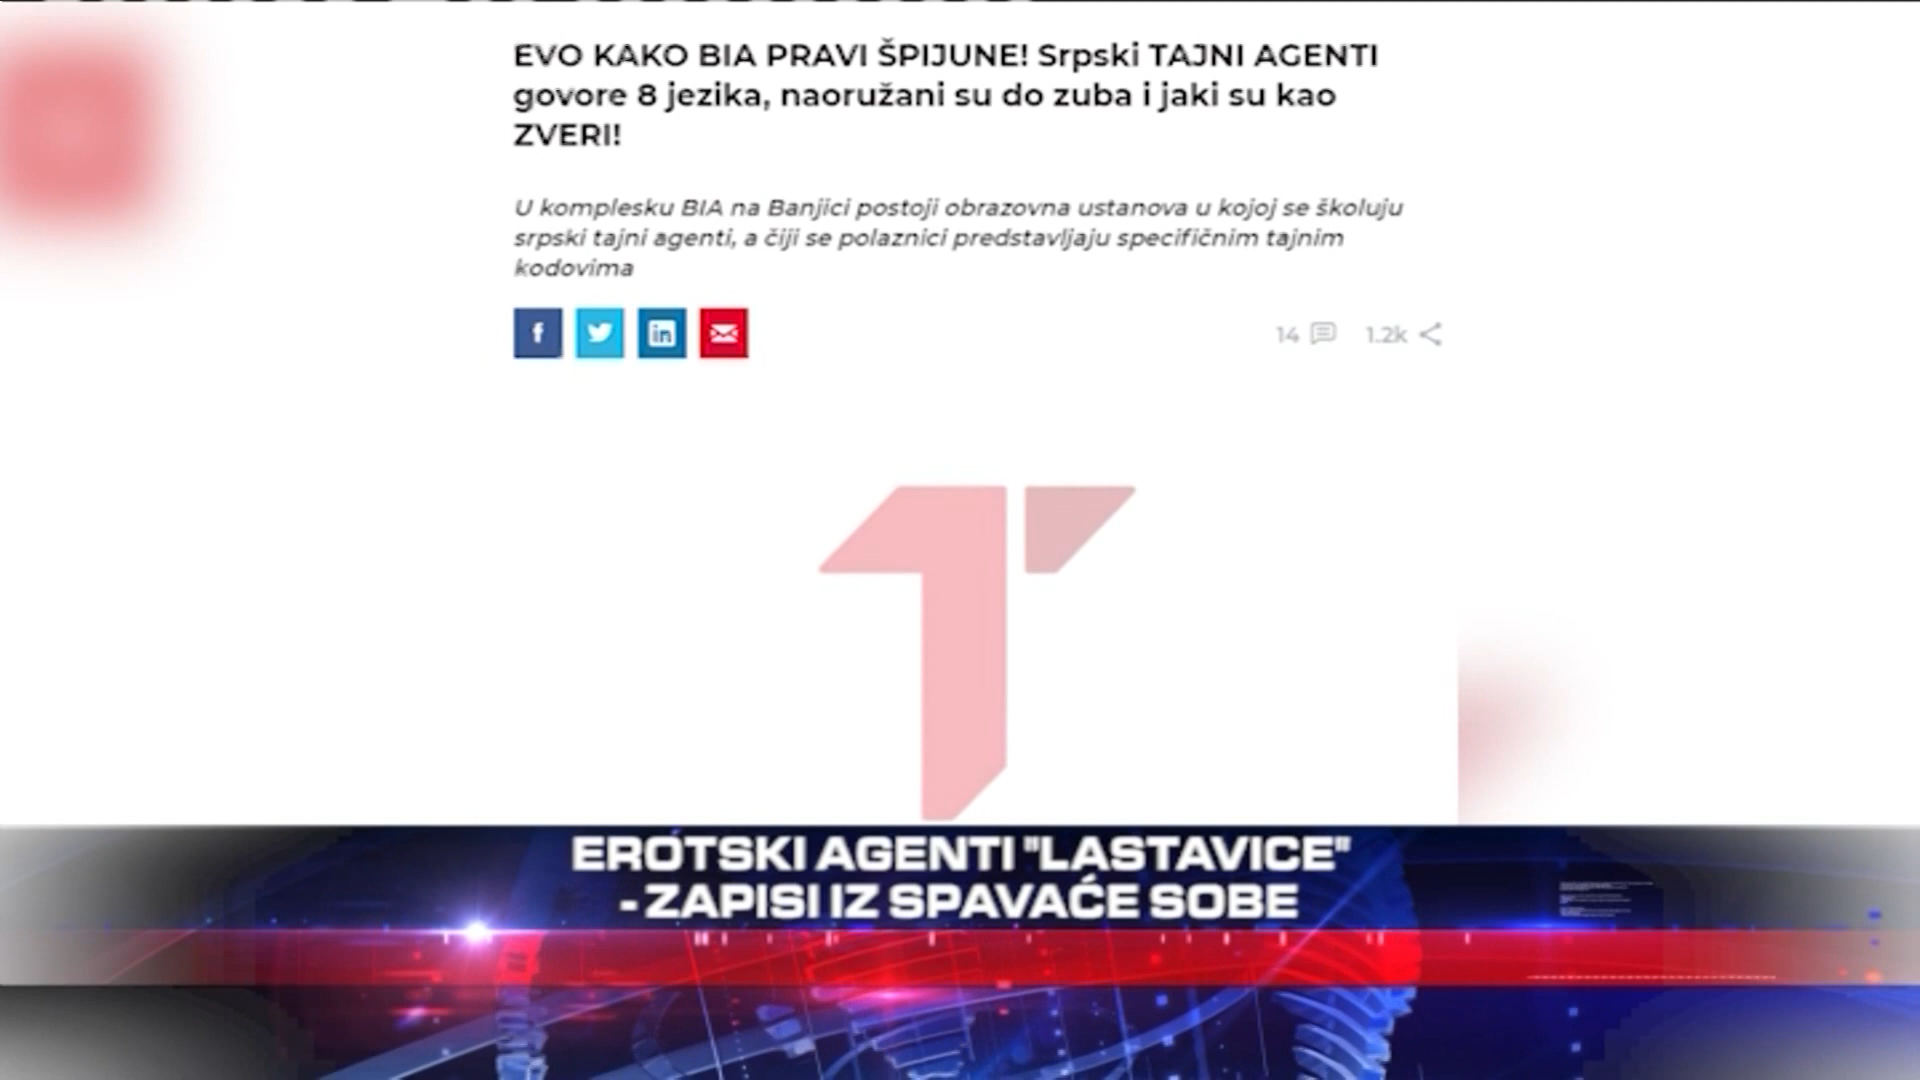 EVO KAKO BIA PRAVI ŠPIJUNE! Srpski TAJNI AGENTI
govore 8 jezika, naoružani su do zuba i jaki su kao
ZVERI!
U komplesku BIA na Banjici postoji obrazovna ustanova u kojoj se školuju
srpski tajni agenti, a čiji se polaznici predstavljaju specifičnim tajnim
kodovima
14 1.2k
EROTSKI AGENTI "LASTAVICE"
- ZAPISI IZ SPAVAĆE SOBE